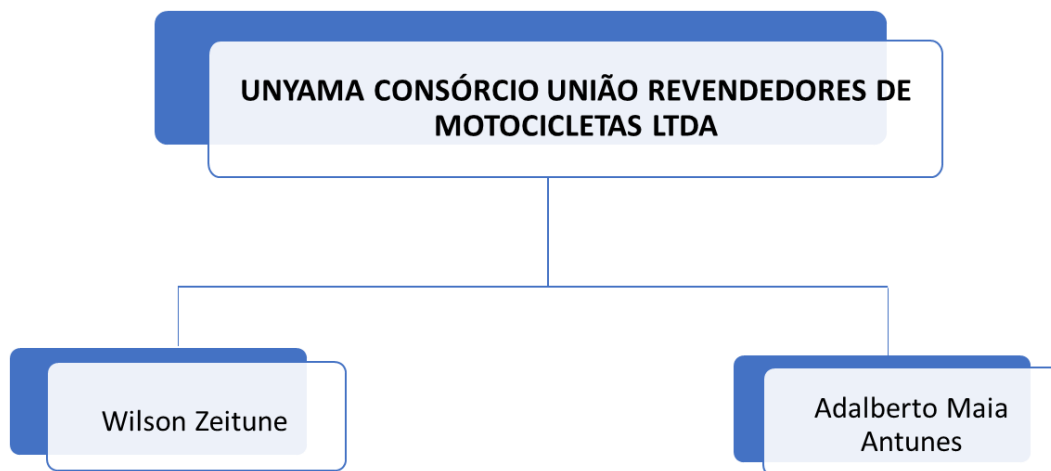 UNYAMA CONSÓRCIO UNIÃO REVENDEDORES DE
MOTOCICLETAS LTDA
Wilson Zeitune
Adalberto Maia
Antunes